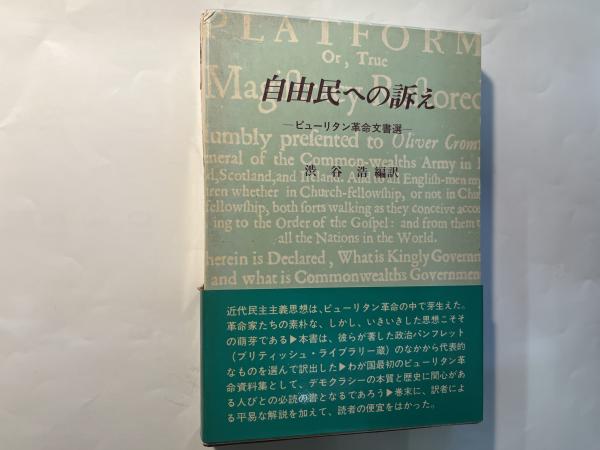 PLATFORM
Or, True
Magistracy Restored
自由民への訴え
―ピューリタン革命文書選―
umbly presented to Oliver Crom
neral of the Common-wealths Army in
d, Scotland, and Ireland. And to all English-men
ren whether in Church-fellowship, or not in Chu
fellowship, both sorts walking as they conceive acco
ing to the Order of the Gospel: and from them
all the Nations in the World.
渋谷 浩 編訳
herein is Declared, What is Kingly Governm
and what is Commonwealths Governmen
近代民主主義思想は、ピューリタン革命の中で芽生えた。
革命家たちの素朴な、しかし、いきいきした思想こそそ
の萌芽である▶本書は、彼らが著した政治パンフレット
(ブリティッシュ・ライブラリー蔵)のなかから代表的
なものを選んで訳出した▶わが国最初のピューリタン革
命資料集として、デモクラシーの本質と歴史に関心があ
る人びとの必読の書となるであろう▶巻末に、訳者によ
る平易な解説を加えて、読者の便宜をはかった。